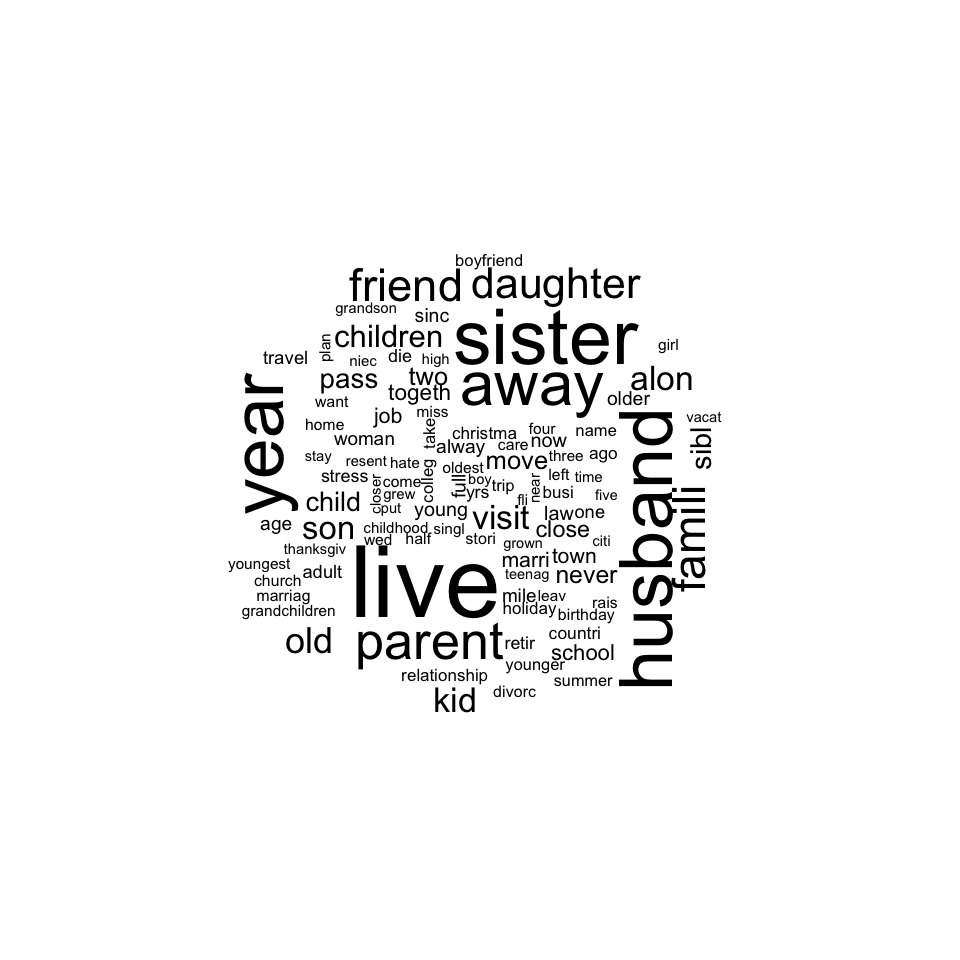 boyfriend
friend daughter
grandson sinc
sister
children
plan
girl
travel niec die high
away
pass two alon
year
togeth older
want
job miss
vacat
husband
home take christma four name
woman alway care now
sibl
stay resent hate oldest move three ago
stress come colleg full boy trip near left time
closer grew yrs busi five
famili
child put young fli
visit law one
age son childhood singl close
wed half stori grown citi
thanksgiv
live
marri town
youngest adult teenag never
church
marriag mile leav
grandchildren holiday rais
birthday
old parent retir countri
school
younger
relationship summer
kid divorc